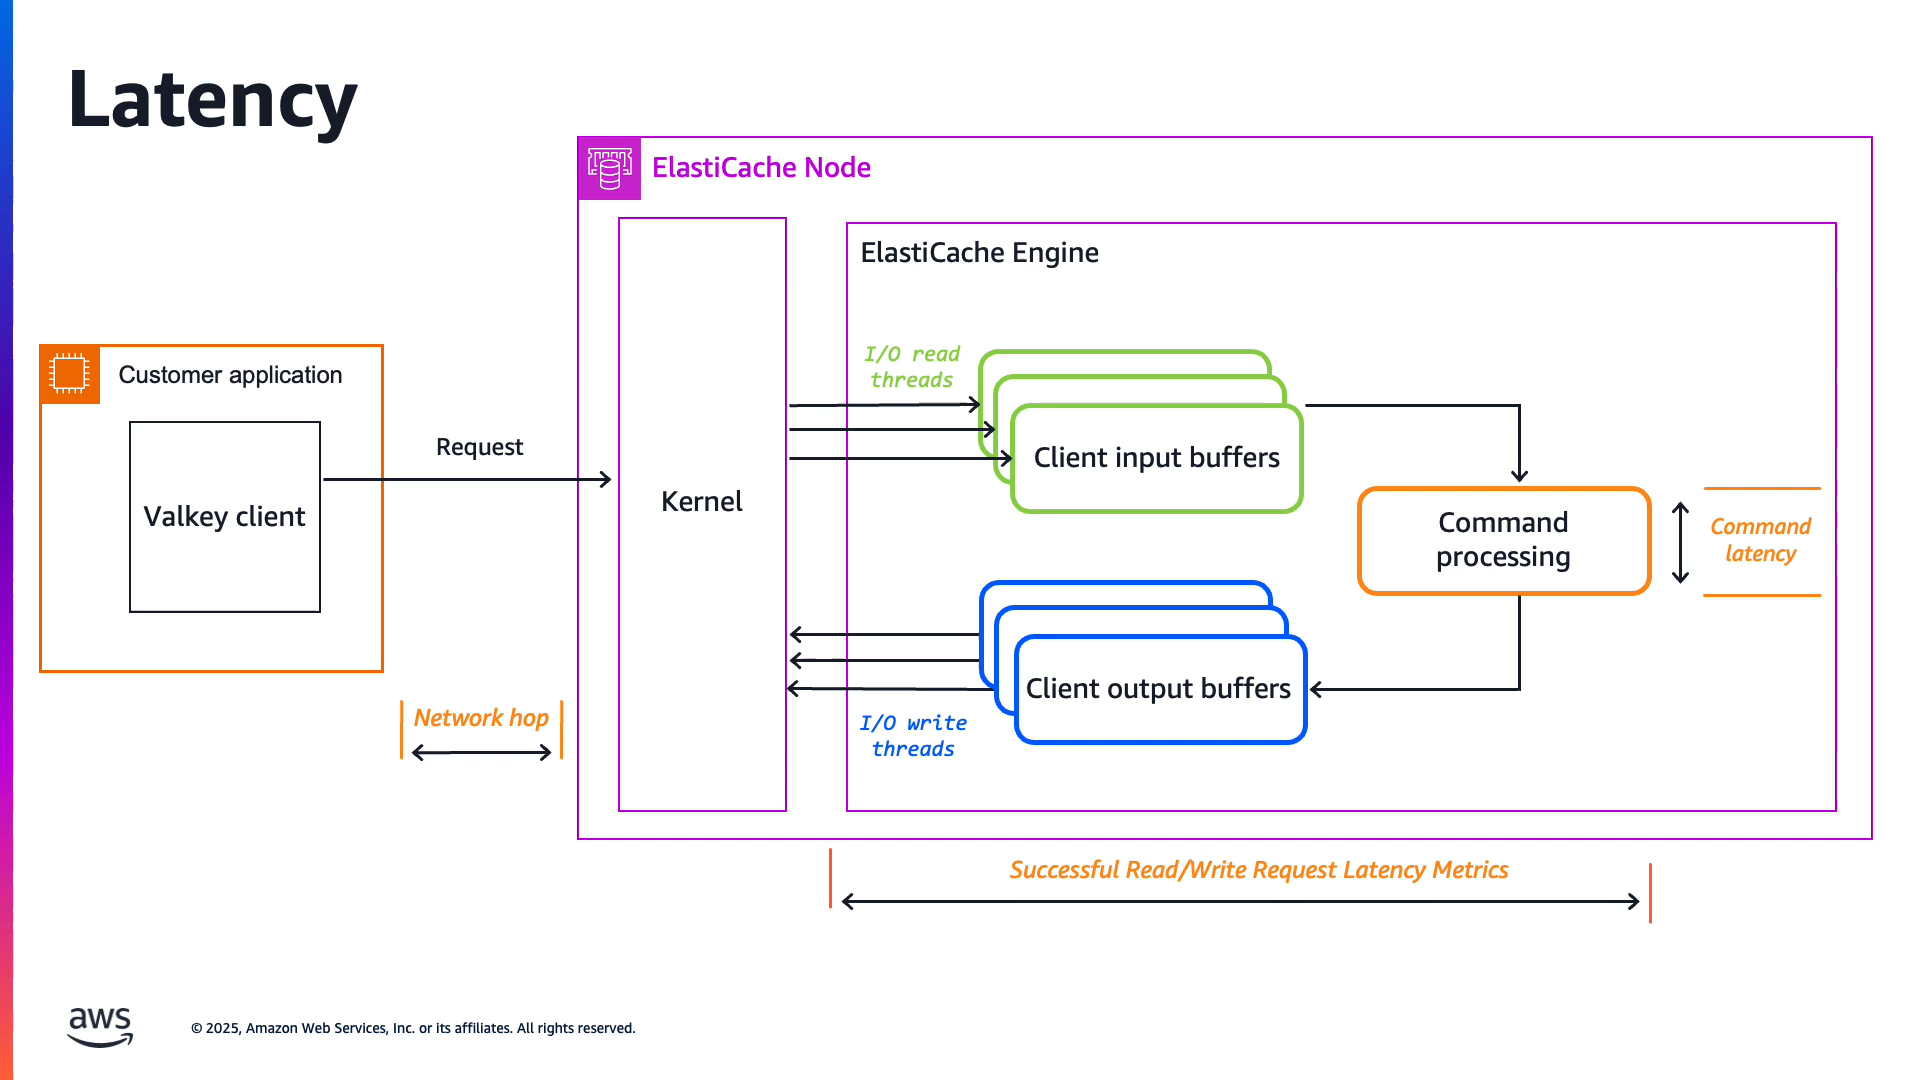 Latency
ElastiCache Node
ElastiCache Engine
I/O read
threads
Customer application
Client input buffers
Request
Kernel
Valkey client
Command
processing
Command
latency
Client output buffers
Network hop
I/O write
threads
Successful Read/Write Request Latency Metrics
aws
© 2025, Amazon Web Services, Inc. or its affiliates. All rights reserved.